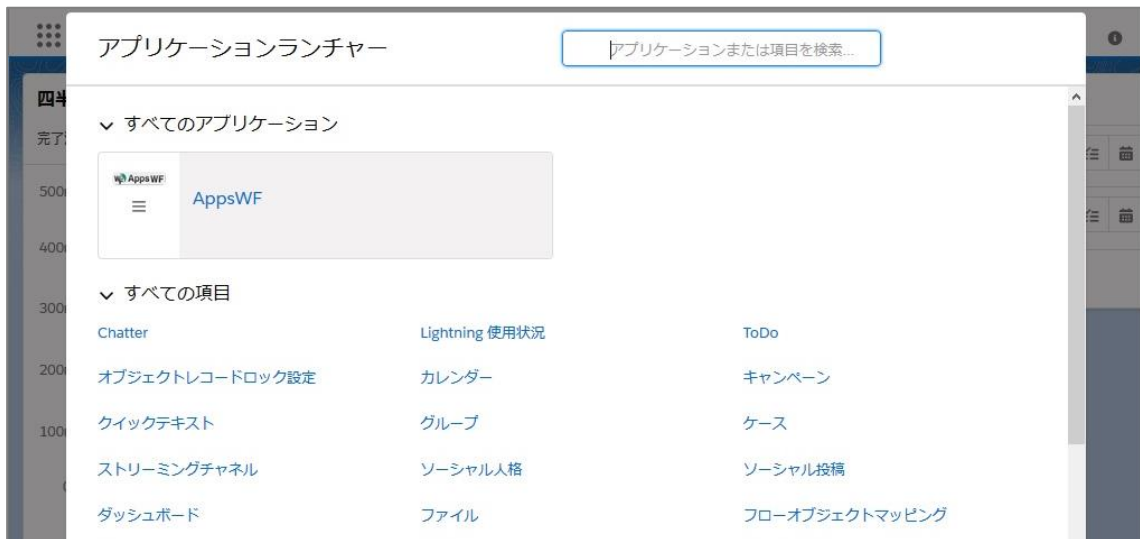 アプリケーションランチャー
アプリケーションまたは項目を検索...
四半
完了
すべてのアプリケーション
AppsWF
AppsWF
すべての項目
Chatter
Lightning 使用状況
ToDo
オブジェクトレコードロック設定
カレンダー
キャンペーン
クイックテキスト
グループ
ケース
ストリーミングチャネル
ソーシャル人格
ソーシャル投稿
ダッシュボード
ファイル
フローオブジェクトマッピング
500
400
300
200
100